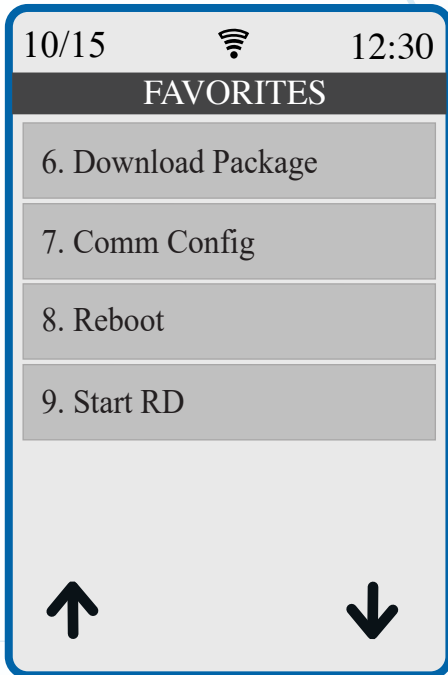 10/15 12:30
FAVORITES
6. Download Package
7. Comm Config
8. Reboot
9. Start RD